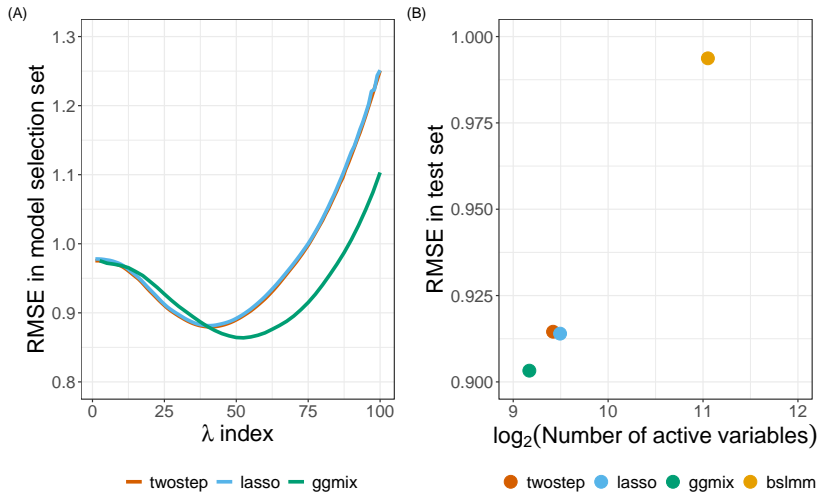 (A)
RMSE in model selection set
1.3
1.2
1.1
1.0
0.9
0.8
0 25 50 75 100
λ index
twostep lasso ggmix
(B)
RMSE in test set
1.000
0.975
0.950
0.925
0.900
9 10 11 12
log2(Number of active variables)
twostep lasso ggmix bslmm